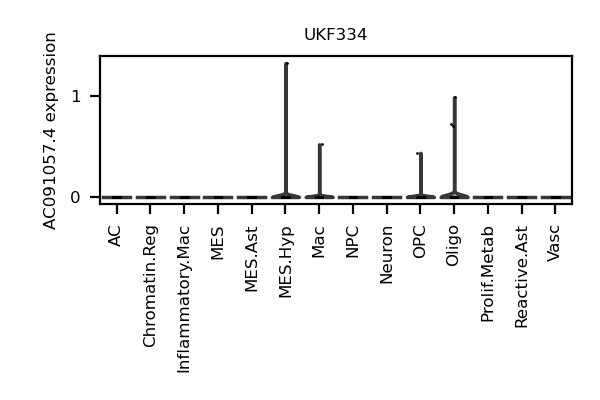 UKF334
AC091057.4 expression
1
0
AC
Chromatin.Reg
Inflammatory.Mac
MES
MES.Ast
MES.Hyp
Mac
NPC
Neuron
OPC
Oligo
Prolif.Metab
Reactive.Ast
Vasc